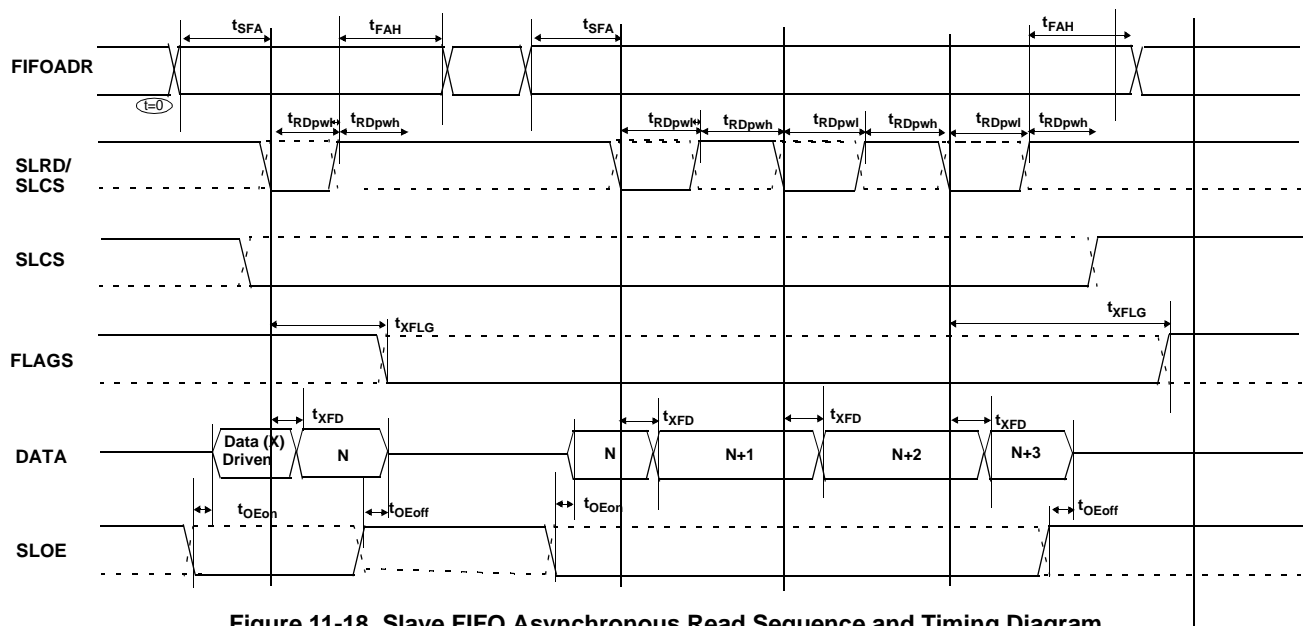 tSFA tFAH tSFA tFAH
FIFOADR
t=0
tRDpwl tRDpwh tRDpwl tRDpwh tRDpwl tRDpwh tRDpwl tRDpwh
SLRD/
SLCS
SLCS
tXFLG tXFLG
FLAGS
tXFD tXFD tXFD tXFD
DATA
Data (X)
Driven
N N N+1 N+2 N+3
tOEon tOEoff tOEon tOEoff
SLOE
Figure 11-18. Slave FIFO Asynchronous Read Sequence and Timing Diagram